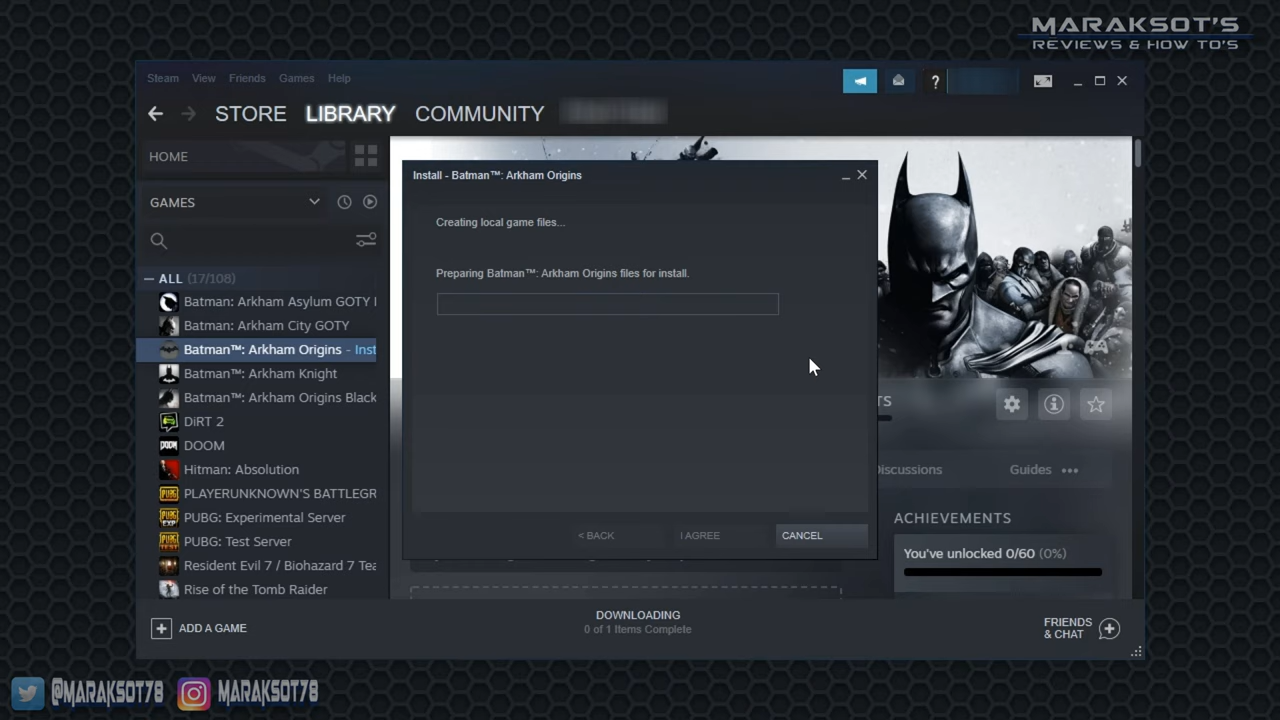 MARAKSOT'S
REVIEWS & HOW TO'S
Steam View Friends Games Help
?
STORE LIBRARY COMMUNITY
HOME
GAMES
ALL (17/108)
Batman: Arkham Asylum GOTY
Batman: Arkham City GOTY
Batman™: Arkham Origins - Inst
Batman™: Arkham Knight
Batman™: Arkham Origins Black
DiRT 2
DOOM
Hitman: Absolution
PLAYERUNKNOWN'S BATTLEGR
PUBG: Experimental Server
PUBG: Test Server
Resident Evil 7 / Biohazard 7 Tea
Rise of the Tomb Raider
Install - Batman™: Arkham Origins
Creating local game files...
Preparing Batman™: Arkham Origins files for install.
< BACK I AGREE CANCEL
TS
Discussions Guides
ACHIEVEMENTS
You've unlocked 0/60 (0%)
ADD A GAME
DOWNLOADING
0 of 1 Items Complete
FRIENDS
& CHAT
@MARAKSOT78 MARAKSOT78